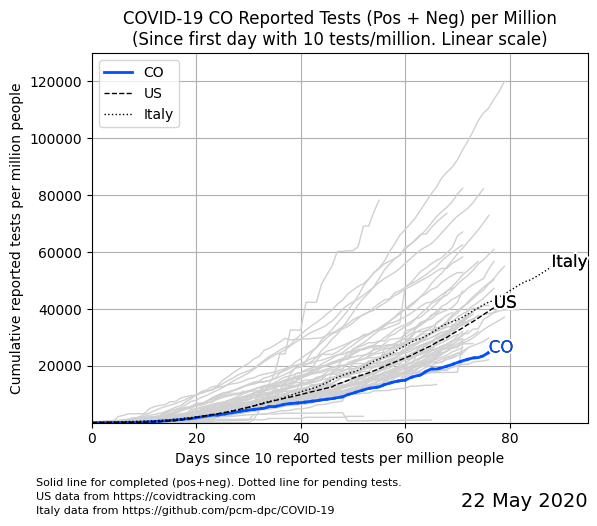 COVID-19 CO Reported Tests (Pos + Neg) per Million
(Since first day with 10 tests/million. Linear scale)
CO
US
Italy
120000
100000
80000
60000
40000
20000
Cumulative reported tests per million people
Italy
US
CO
0 20 40 60 80
Days since 10 reported tests per million people
Solid line for completed (pos+neg). Dotted line for pending tests.
US data from https://covidtracking.com
Italy data from https://github.com/pcm-dpc/COVID-19
22 May 2020